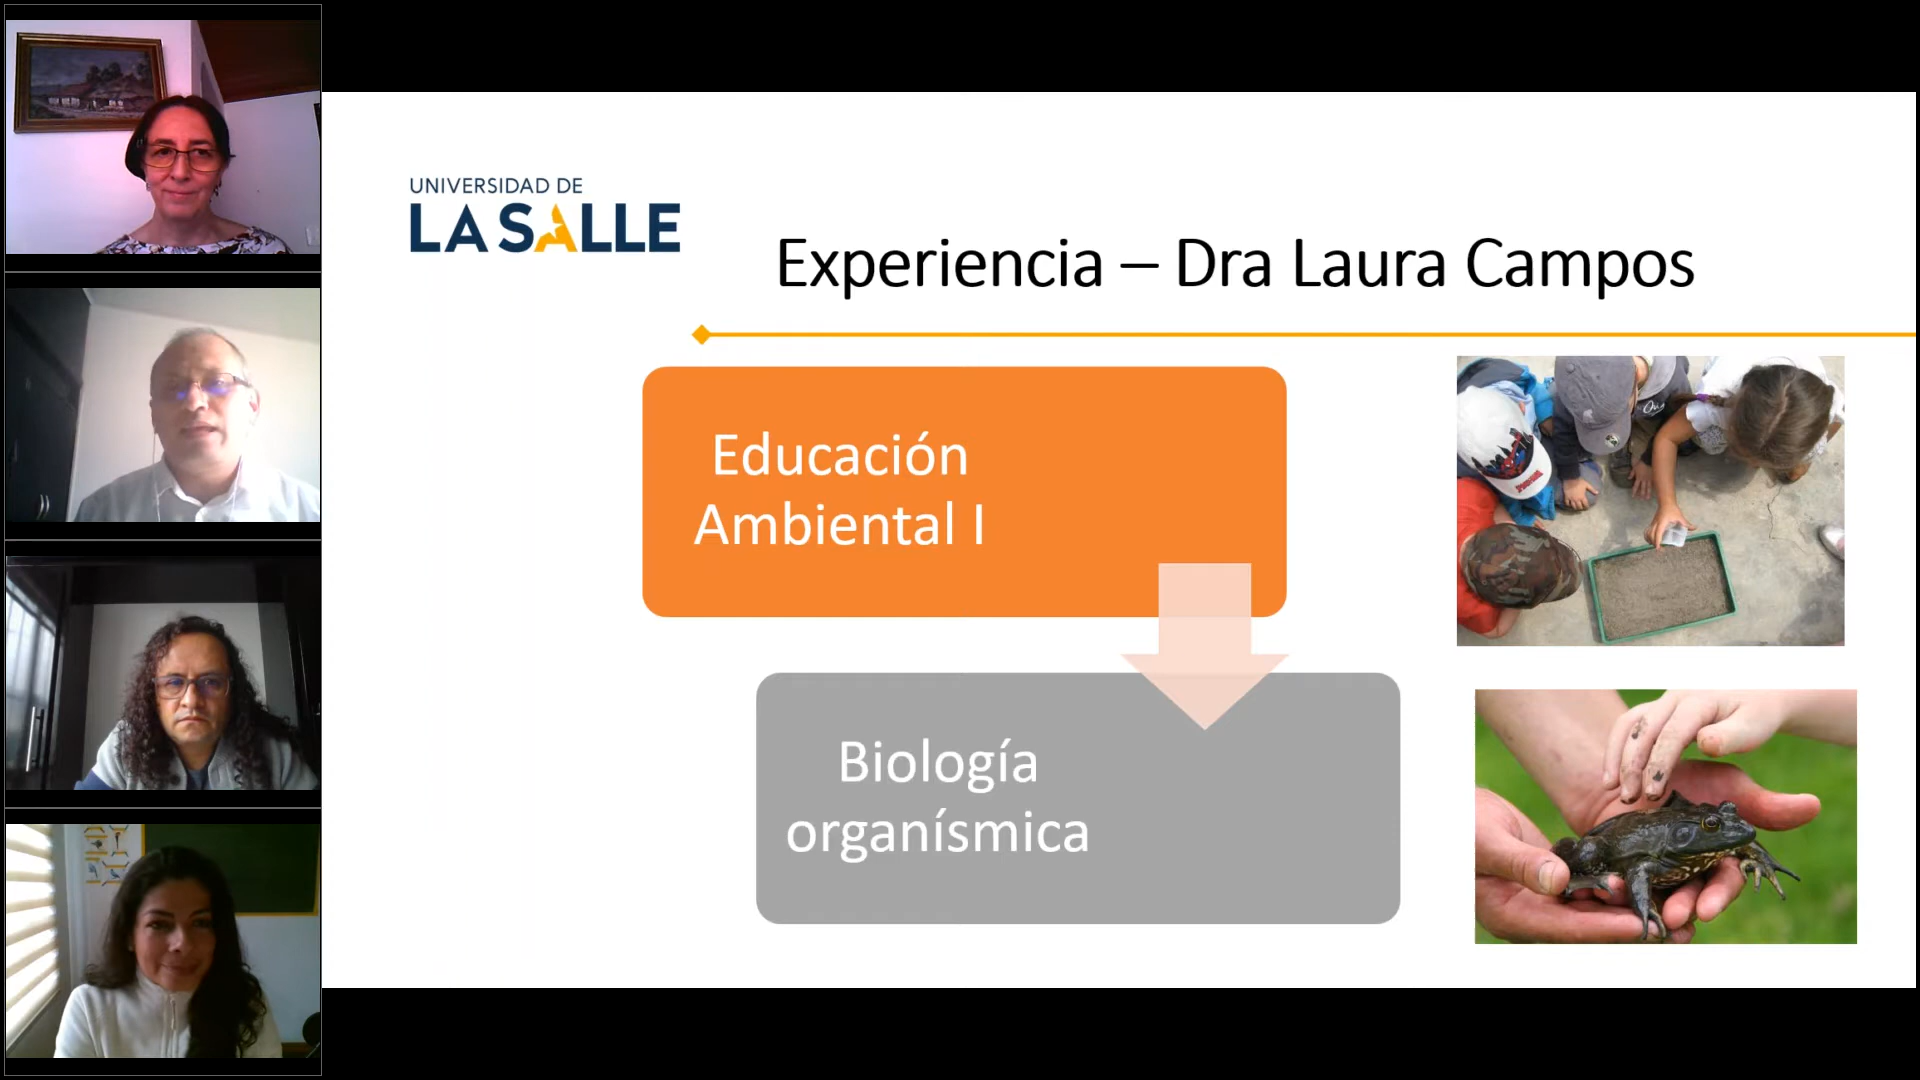 UNIVERSIDAD DE
LA SALLE
Experiencia – Dra Laura Campos
Educación
Ambiental I
Biología
organísmica